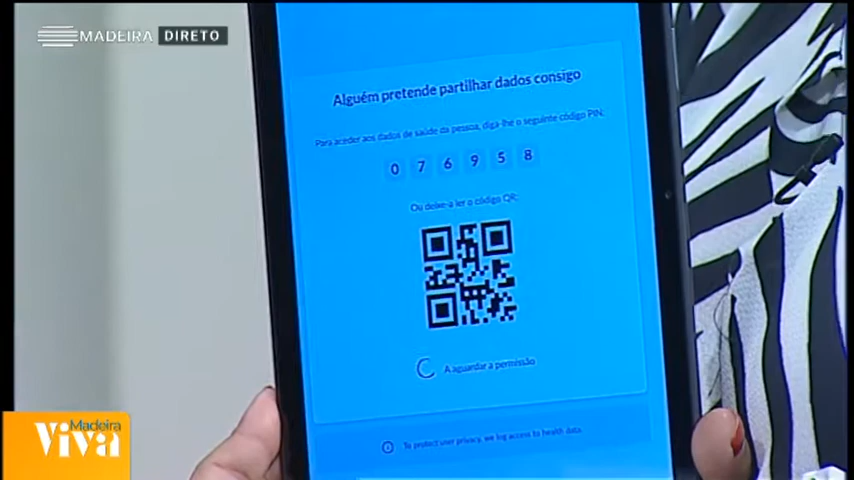 MADEIRA DIRETO
Alguém pretende partilhar dados consigo
Para aceder aos dados de saúde da pessoa, diga-lhe o seguinte código PIN:
0 7 6 9 5 8
Ou deixe-a ler o código QR:
A aguardar a permissão
To protect user privacy, we log access to health data.
Madeira
Viva